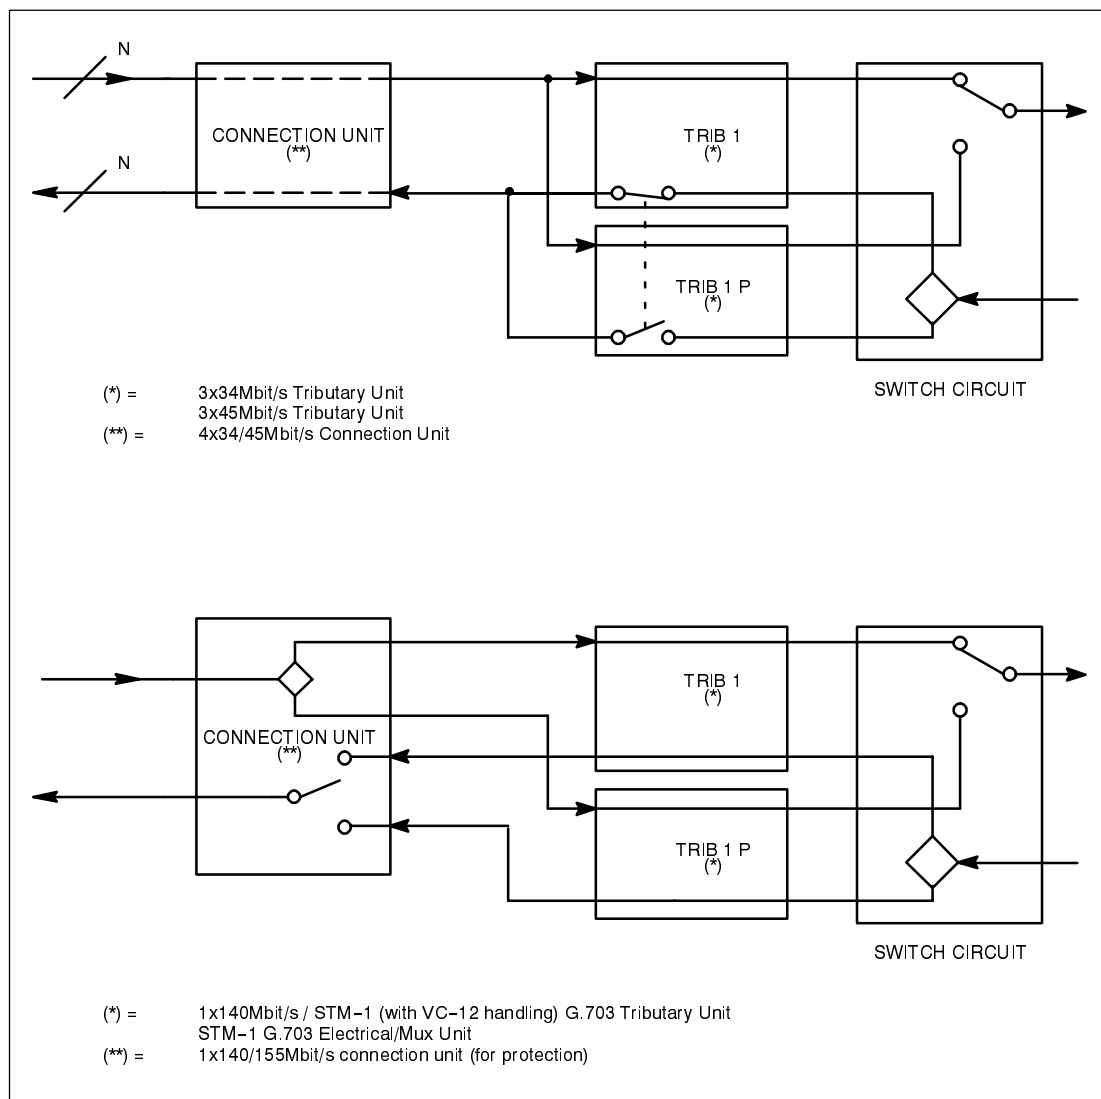 N
CONNECTION UNIT
(**)
TRIB 1
(*)
N
TRIB 1 P
(*)
SWITCH CIRCUIT
(*) = 3x34Mbit/s Tributary Unit
3x45Mbit/s Tributary Unit
(**) = 4x34/45Mbit/s Connection Unit
TRIB 1
(*)
CONNECTION UNIT
(**)
TRIB 1 P
(*)
SWITCH CIRCUIT
(*) = 1x140Mbit/s / STM-1 (with VC-12 handling) G.703 Tributary Unit
STM-1 G.703 Electrical/Mux Unit
(**) = 1x140/155Mbit/s connection unit (for protection)